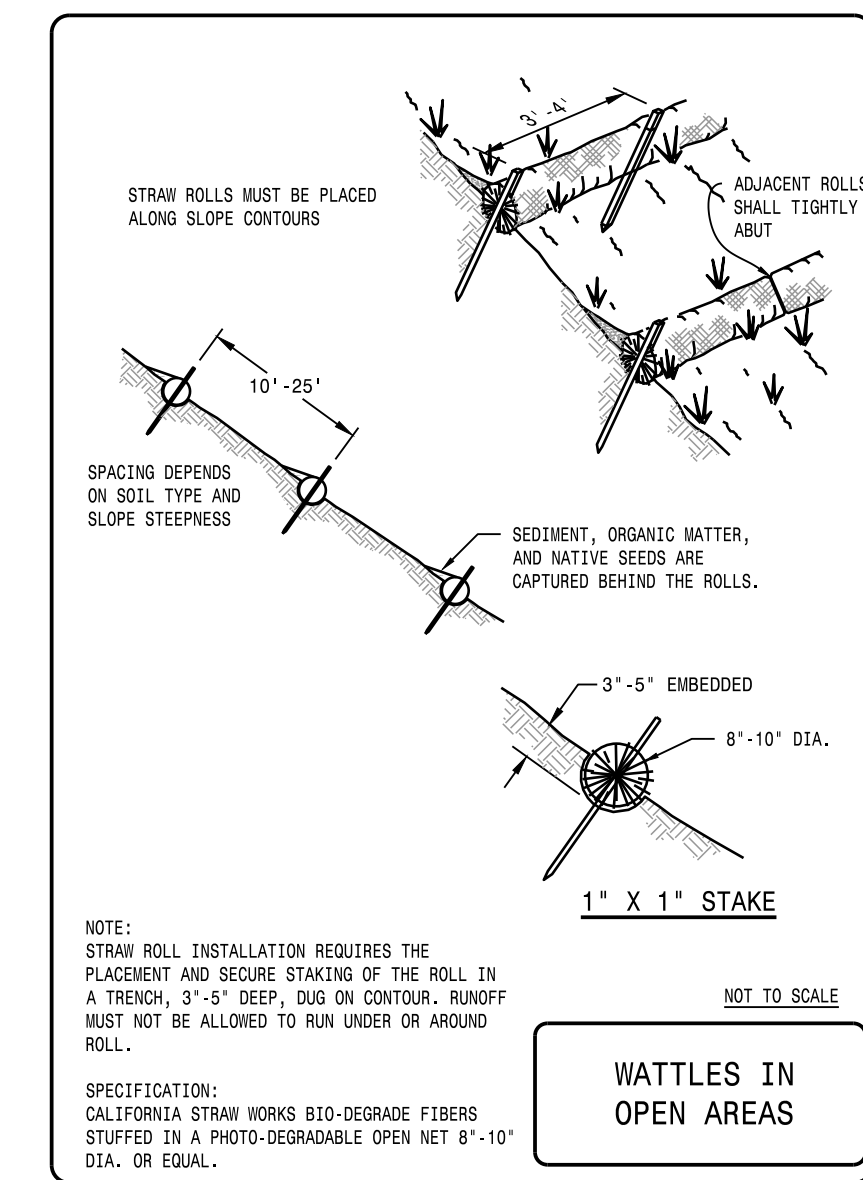 3'-4'
STRAW ROLLS MUST BE PLACED
ALONG SLOPE CONTOURS
ADJACENT ROLLS
SHALL TIGHTLY
ABUT
10'-25'
SPACING DEPENDS
ON SOIL TYPE AND
SLOPE STEEPNESS
SEDIMENT, ORGANIC MATTER,
AND NATIVE SEEDS ARE
CAPTURED BEHIND THE ROLLS.
3"-5" EMBEDDED
8"-10" DIA.
1" X 1" STAKE
NOTE:
STRAW ROLL INSTALLATION REQUIRES THE
PLACEMENT AND SECURE STAKING OF THE ROLL IN
A TRENCH, 3"-5" DEEP, DUG ON CONTOUR. RUNOFF
MUST NOT BE ALLOWED TO RUN UNDER OR AROUND
ROLL.
SPECIFICATION:
CALIFORNIA STRAW WORKS BIO-DEGRADE FIBERS
STUFFED IN A PHOTO-DEGRADABLE OPEN NET 8"-10"
DIA. OR EQUAL.
NOT TO SCALE
WATTLES IN
OPEN AREAS